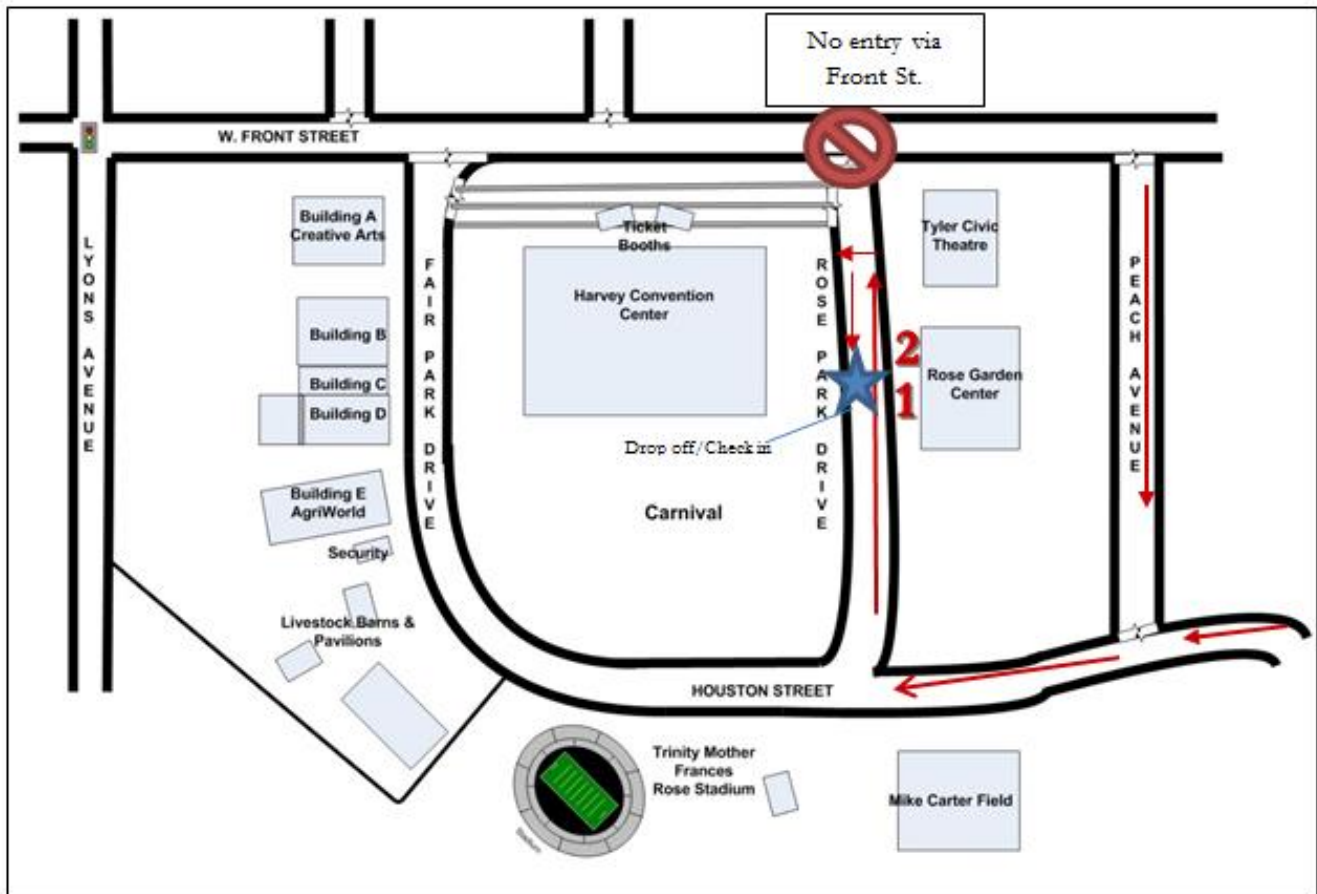 No entry via
Front St.
W. FRONT STREET
Building A
Creative Arts
Ticket
Booths
Tyler Civic
Theatre
LYONS AVENUE
FAIR PARK DRIVE
ROSE PARK DRIVE
PEACH AVENUE
Harvey Convention
Center
Building B
2
1
Rose Garden
Center
Building C
Building D
Drop off/Check in
Building E
AgriWorld
Carnival
Security
Livestock Barns &
Pavilions
HOUSTON STREET
Trinity Mother
Frances
Rose Stadium
Mike Carter Field
Stadium